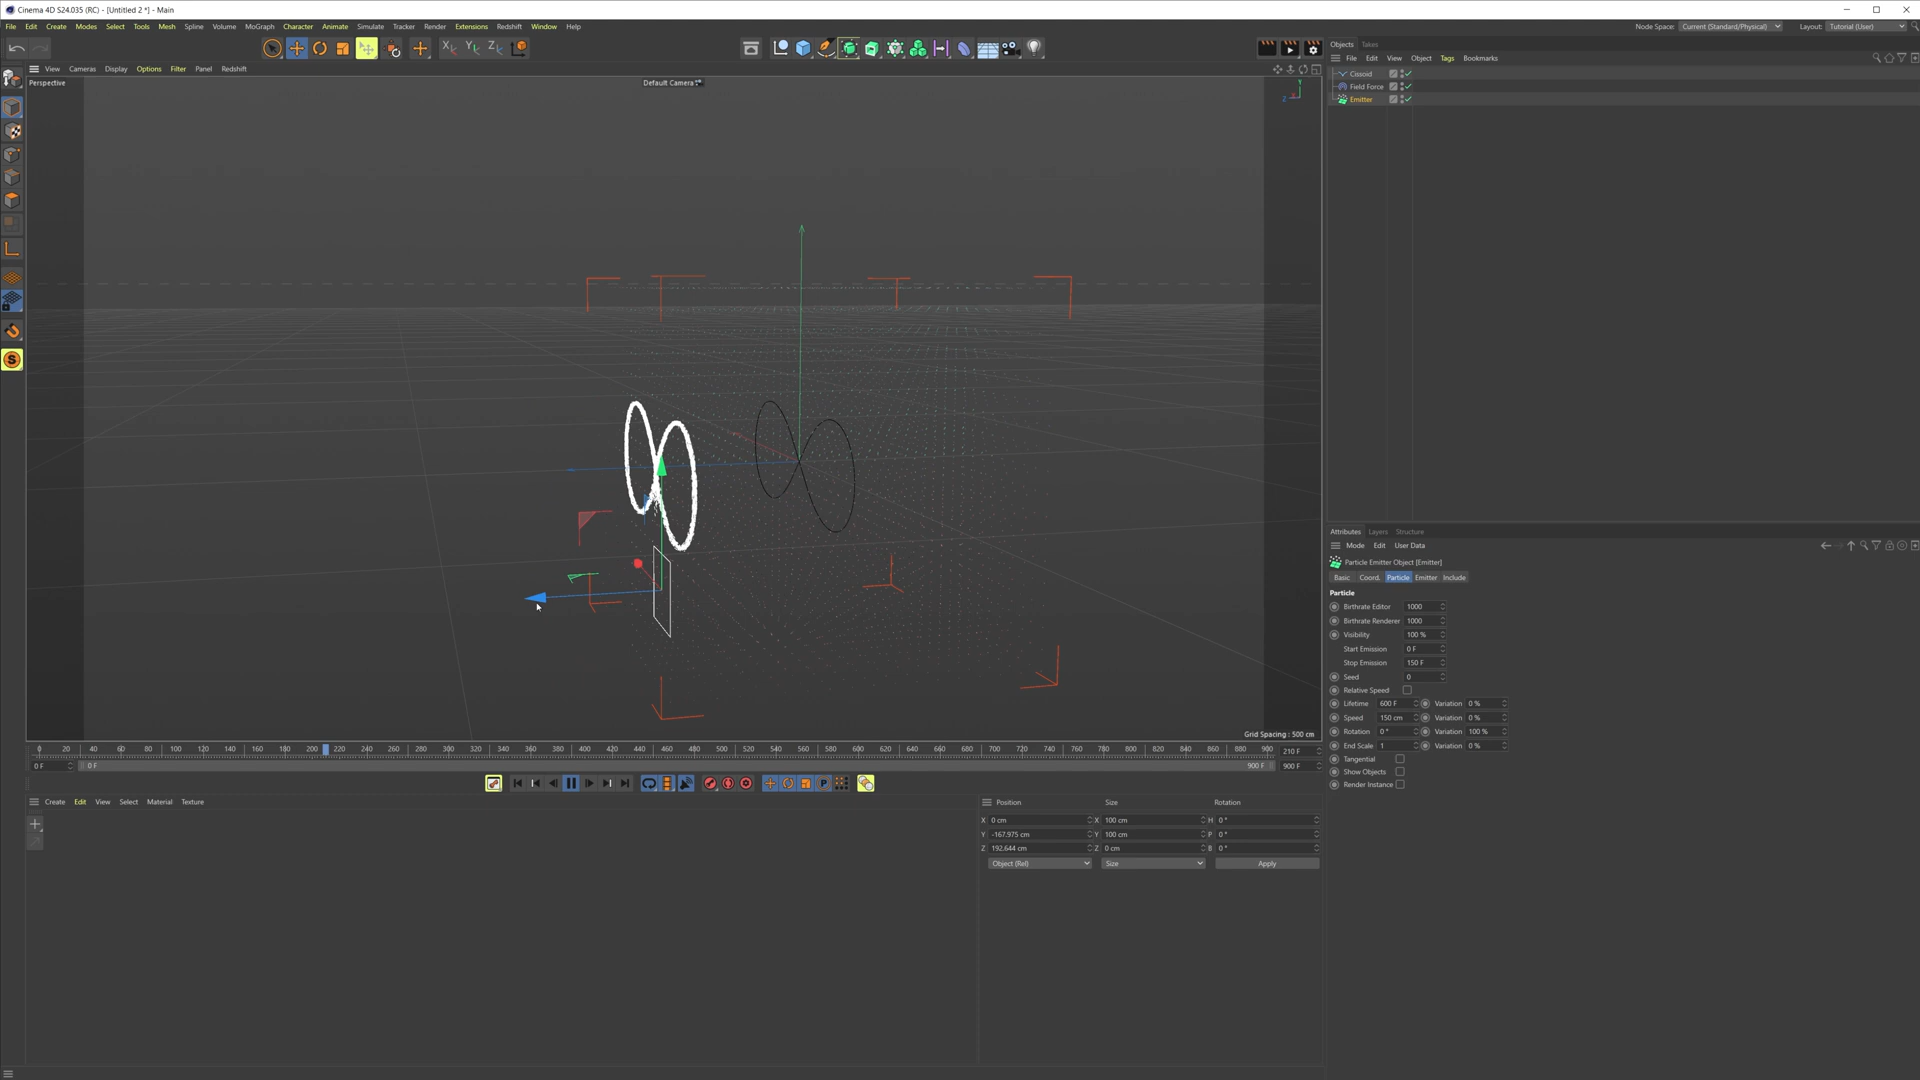 Cinema 4D S24.035 (RC) - [Untitled 2 *] - Main
File Edit Create Modes Select Tools Mesh Spline Volume MoGraph Character Animate Simulate Tracker Render Extensions Redshift Window Help
Node Space: Current (Standard/Physical) Layout: Tutorial (User)
Objects Takes
File Edit View Object Tags Bookmarks
View Cameras Display Options Filter Panel Redshift
Perspective
Default Camera
Cissoid
Field Force
Emitter
Y
Z
X
Grid Spacing : 500 cm
0 20 40 60 80 100 120 140 160 180 200 220 240 260 280 300 320 340 360 380 400 420 440 460 480 500 520 540 560 580 600 620 640 660 680 700 720 740 760 780 800 820 840 860 880 900
210 F
0 F
0 F
900 F
900 F
Create Edit View Select Material Texture
Position Size Rotation
X 0 cm X 100 cm H 0 °
Y -167.975 cm Y 100 cm P 0 °
Z 192.644 cm Z 0 cm B 0 °
Object (Rel) Size Apply
Attributes Layers Structure
Mode Edit User Data
Particle Emitter Object [Emitter]
Basic Coord. Particle Emitter Include
Particle
Birthrate Editor 1000
Birthrate Renderer 1000
Visibility 100 %
Start Emission 0 F
Stop Emission 150 F
Seed 0
Relative Speed
Lifetime 600 F Variation 0 %
Speed 150 cm Variation 0 %
Rotation 0 ° Variation 100 %
End Scale 1 Variation 0 %
Tangential
Show Objects
Render Instance